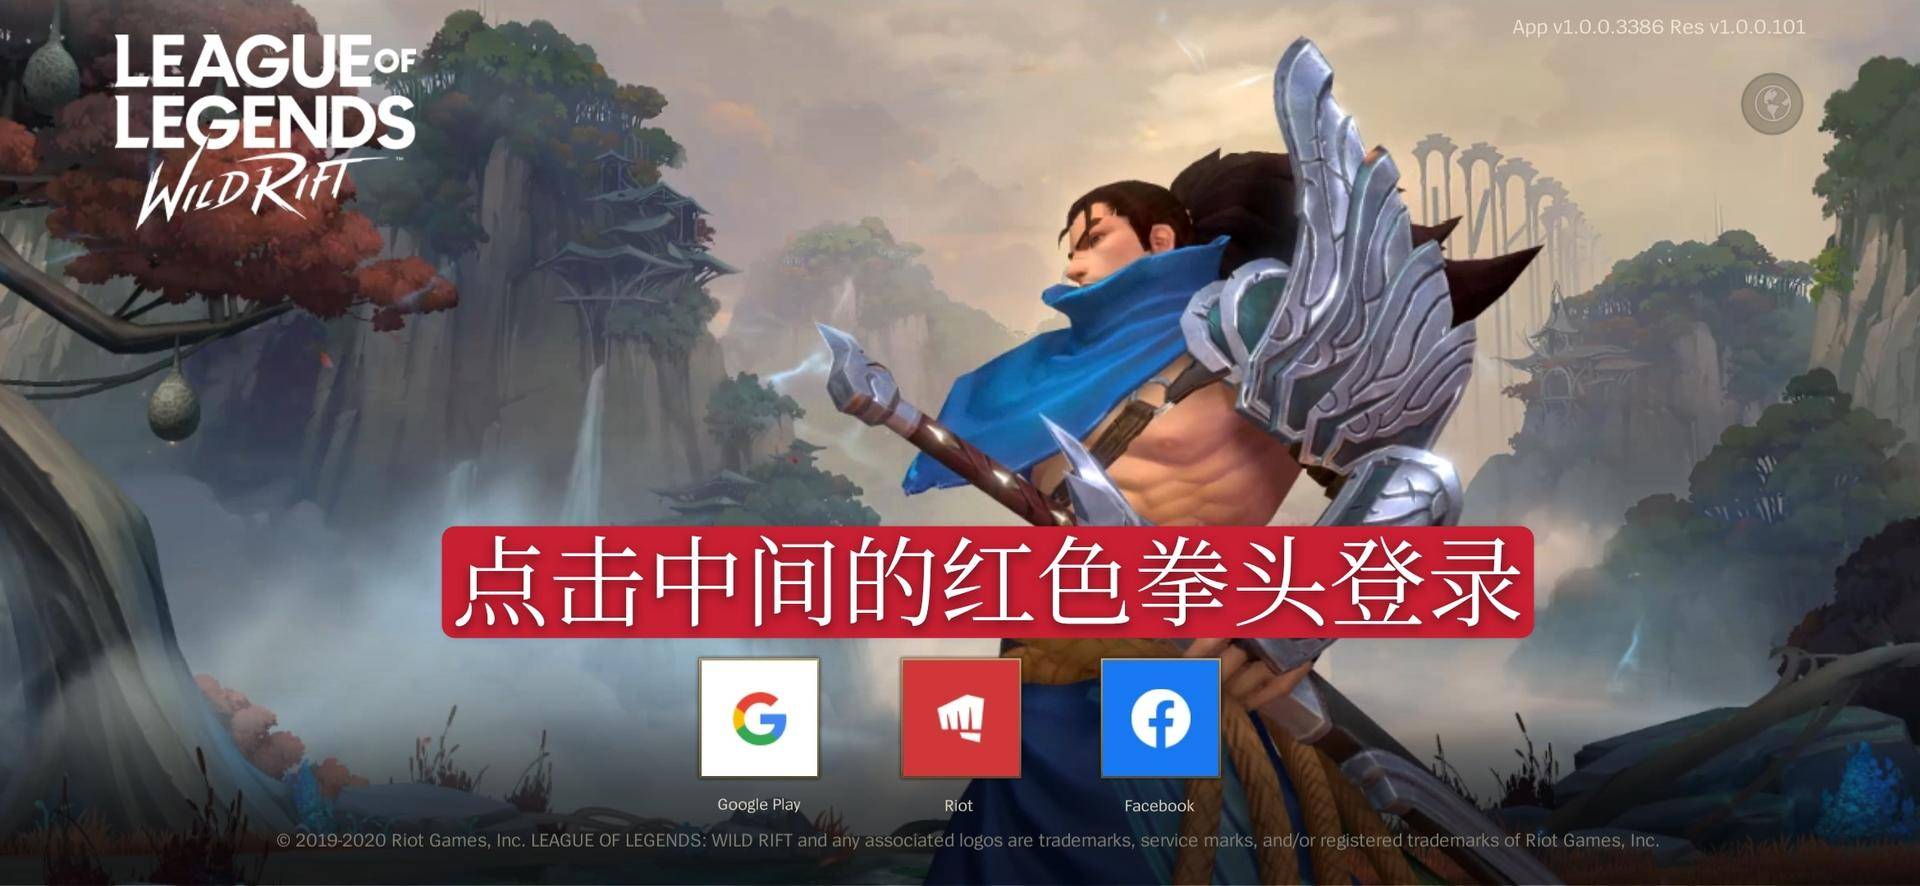 App v1.0.0.3386 Res v1.0.0.101
LEAGUE OF
LEGENDS
WILD RIFT™
点击中间的红色拳头登录
Google Play
Riot
Facebook
© 2019-2020 Riot Games, Inc. LEAGUE OF LEGENDS: WILD RIFT and any associated logos are trademarks, service marks, and/or registered trademarks of Riot Games, Inc.